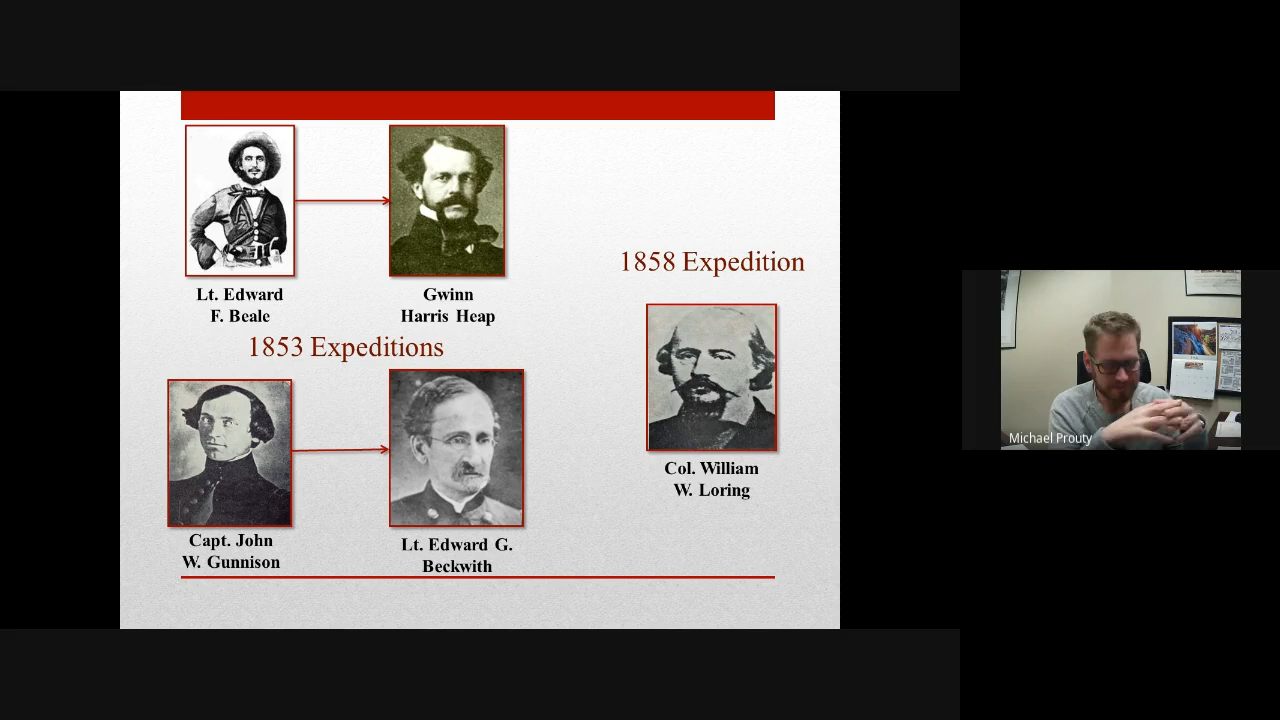 Lt. Edward
F. Beale
Gwinn
Harris Heap
1853 Expeditions
Capt. John
W. Gunnison
Lt. Edward G.
Beckwith
1858 Expedition
Col. William
W. Loring
Michael Prouty